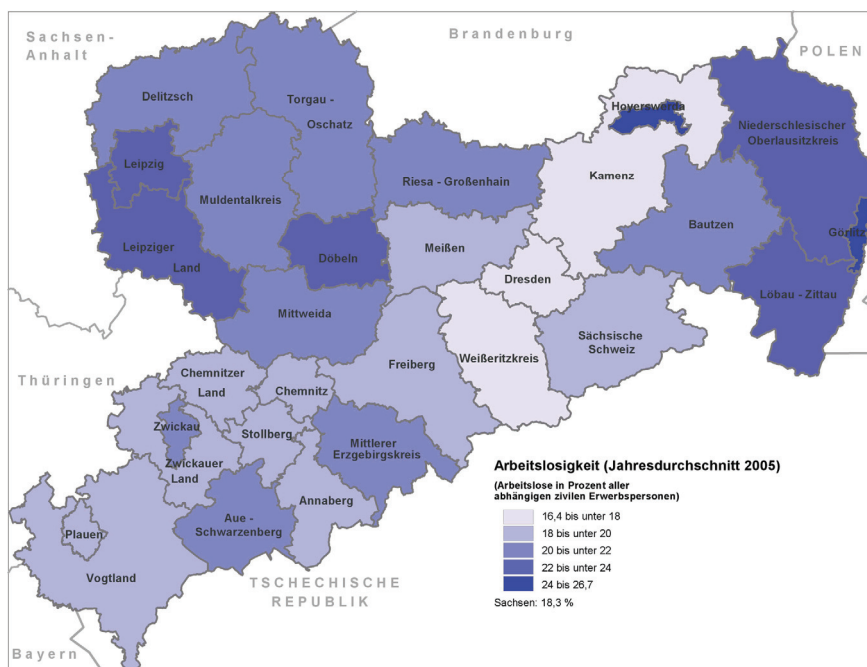 Sachsen-
Anhalt
Brandenburg
POLEN
Delitzsch
Torgau -
Oschatz
Hoyerswerda
Niederschlesischer
Oberlausitzkreis
Leipzig
Riesa - Großenhain
Kamenz
Muldentalkreis
Bautzen
Görlitz
Leipziger
Land
Döbeln
Meißen
Dresden
Löbau - Zittau
Mittweida
Sächsische
Schweiz
Weißeritzkreis
Freiberg
Thüringen
Chemnitzer
Land
Chemnitz
Zwickau
Stollberg
Mittlerer
Erzgebirgskreis
Zwickauer
Land
Annaberg
Aue -
Schwarzenberg
Plauen
Vogtland
TSCHECHISCHE
REPUBLIK
Bayern
Arbeitslosigkeit (Jahresdurchschnitt 2005)
(Arbeitslose in Prozent aller
abhängigen zivilen Erwerbspersonen)
16,4 bis unter 18
18 bis unter 20
20 bis unter 22
22 bis unter 24
24 bis 26,7
Sachsen: 18,3 %